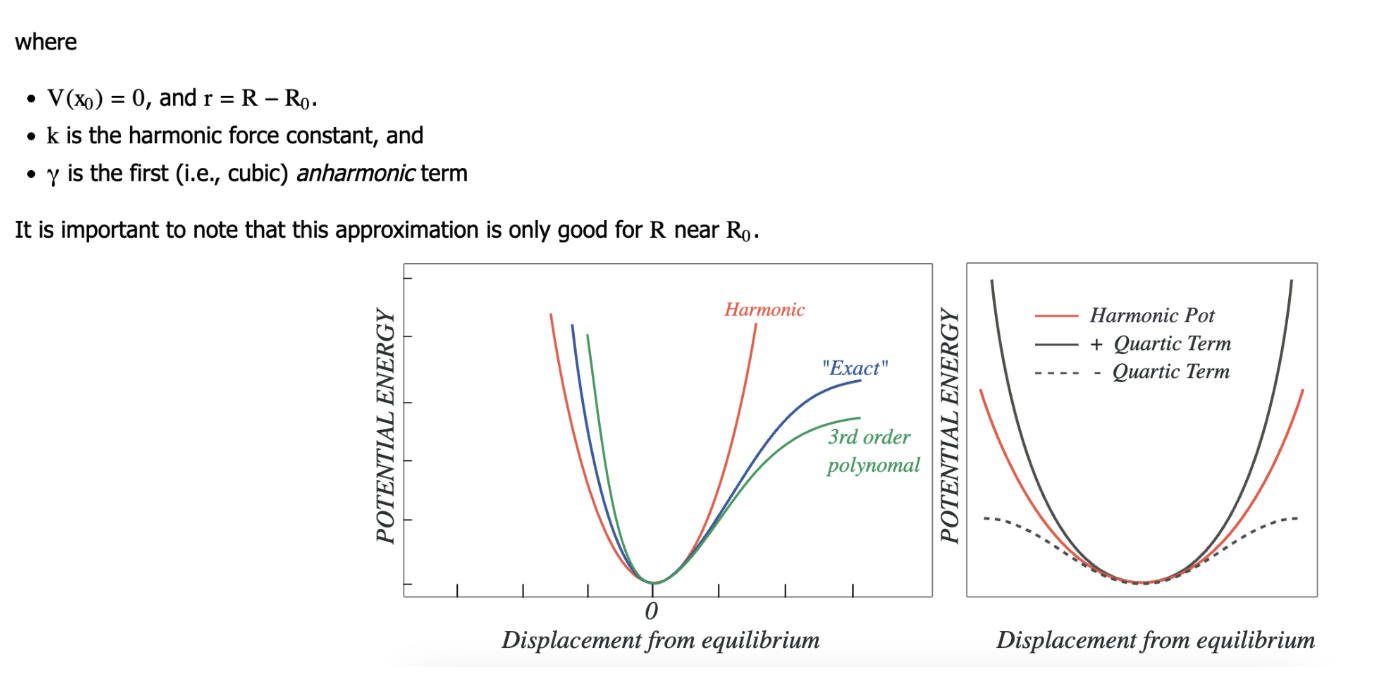 where
• V(x₀) = 0, and r = R – R₀.
• k is the harmonic force constant, and
• γ is the first (i.e., cubic) anharmonic term
It is important to note that this approximation is only good for R near R₀.
POTENTIAL ENERGY
Harmonic
"Exact"
3rd order
polynomal
0
Displacement from equilibrium
POTENTIAL ENERGY
Harmonic Pot
+ Quartic Term
- Quartic Term
Displacement from equilibrium